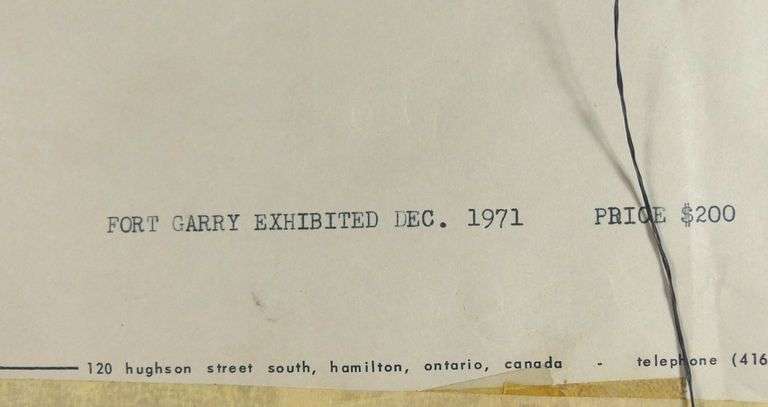 FORT GARRY EXHIBITED DEC. 1971 PRICE $200
120 hughson street south, hamilton, ontario, canada - telephone (416